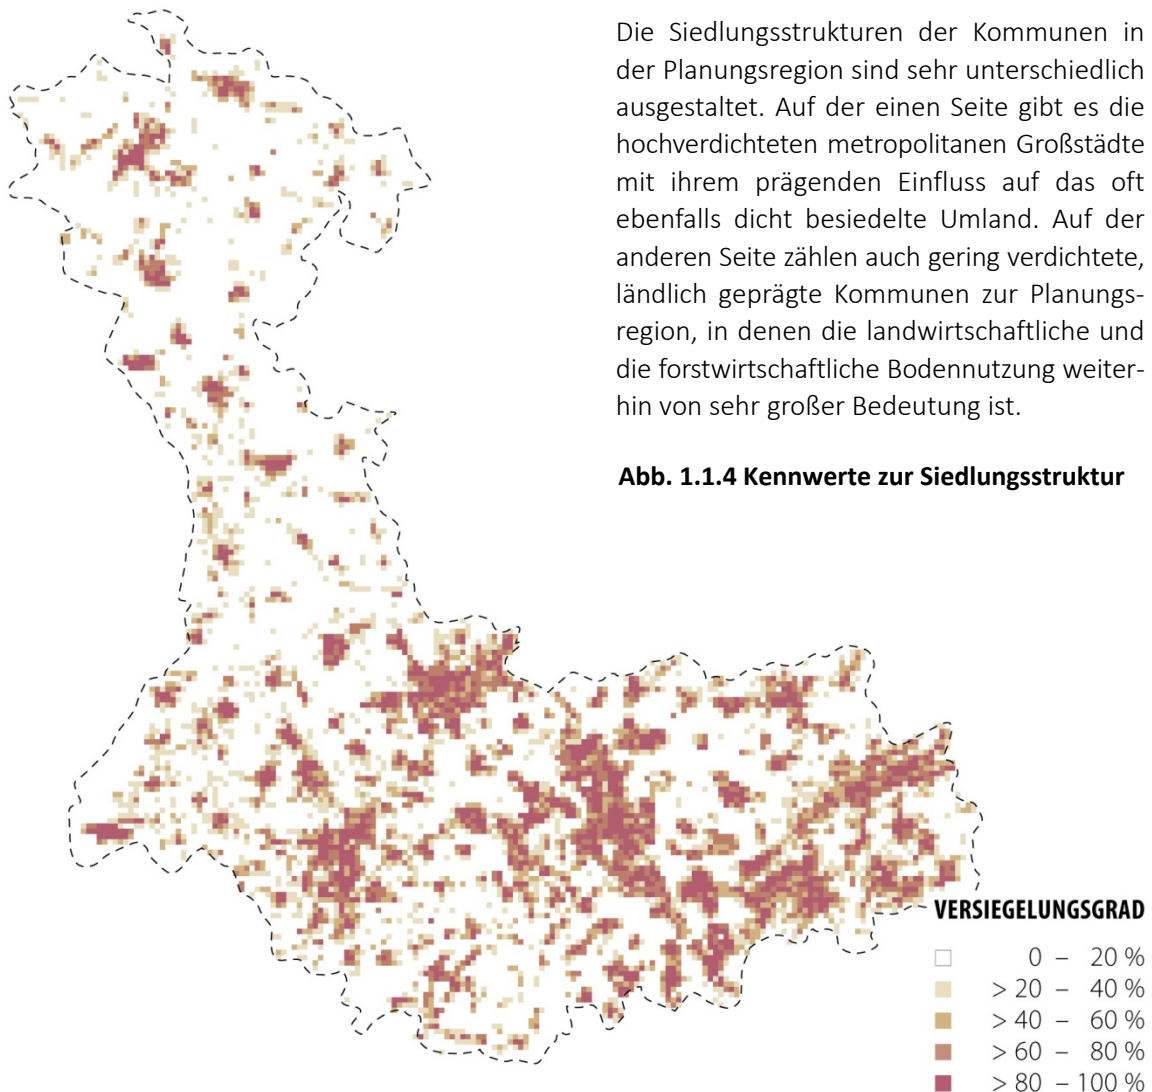 Die Siedlungsstrukturen der Kommunen in
der Planungsregion sind sehr unterschiedlich
ausgestaltet. Auf der einen Seite gibt es die
hochverdichteten metropolitanen Großstädte
mit ihrem prägenden Einfluss auf das oft
ebenfalls dicht besiedelte Umland. Auf der
anderen Seite zählen auch gering verdichtete,
ländlich geprägte Kommunen zur Planungs-
region, in denen die landwirtschaftliche und
die forstwirtschaftliche Bodennutzung weiter-
hin von sehr großer Bedeutung ist.
Abb. 1.1.4 Kennwerte zur Siedlungsstruktur
VERSIEGELUNGSGRAD
0 – 20 %
> 20 – 40 %
> 40 – 60 %
> 60 – 80 %
> 80 – 100 %